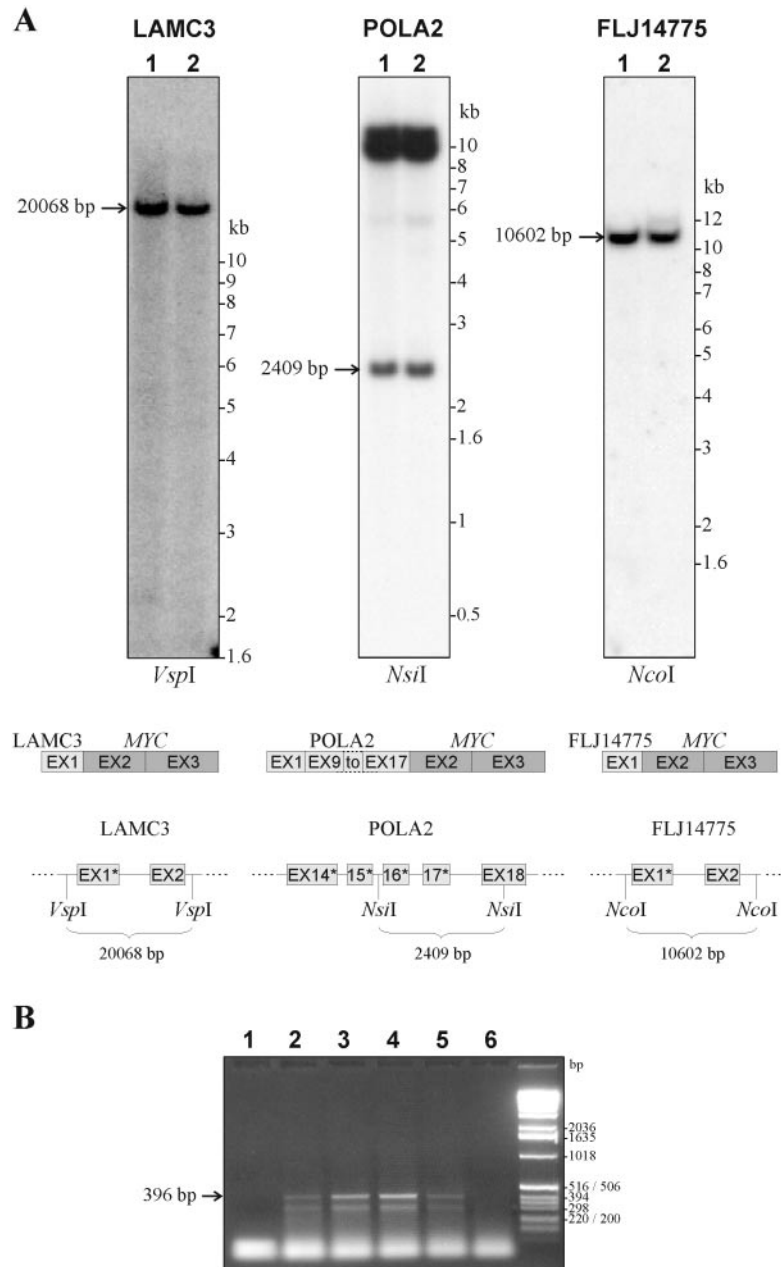 A
LAMC3 POLA2 FLJ14775
1 2 1 2 1 2
20068 bp
kb
10
9
8
7
6
5
4
3
2
1.6
VspI
2409 bp
kb
10
8
7
6
5
4
3
2
1.6
1
0.5
NsiI
10602 bp
kb
12
10
8
7
6
5
4
3
2
1.6
NcoI
LAMC3 MYC
EX1 EX2 EX3
POLA2 MYC
EX1 EX9 to EX17 EX2 EX3
FLJ14775 MYC
EX1 EX2 EX3
LAMC3
EX1* EX2
VspI VspI
20068 bp
POLA2
EX14* 15* 16* 17* EX18
NsiI NsiI
2409 bp
FLJ14775
EX1* EX2
NcoI NcoI
10602 bp
B
1 2 3 4 5 6
396 bp
bp
2036
1635
1018
516 / 506
394
298
220 / 200